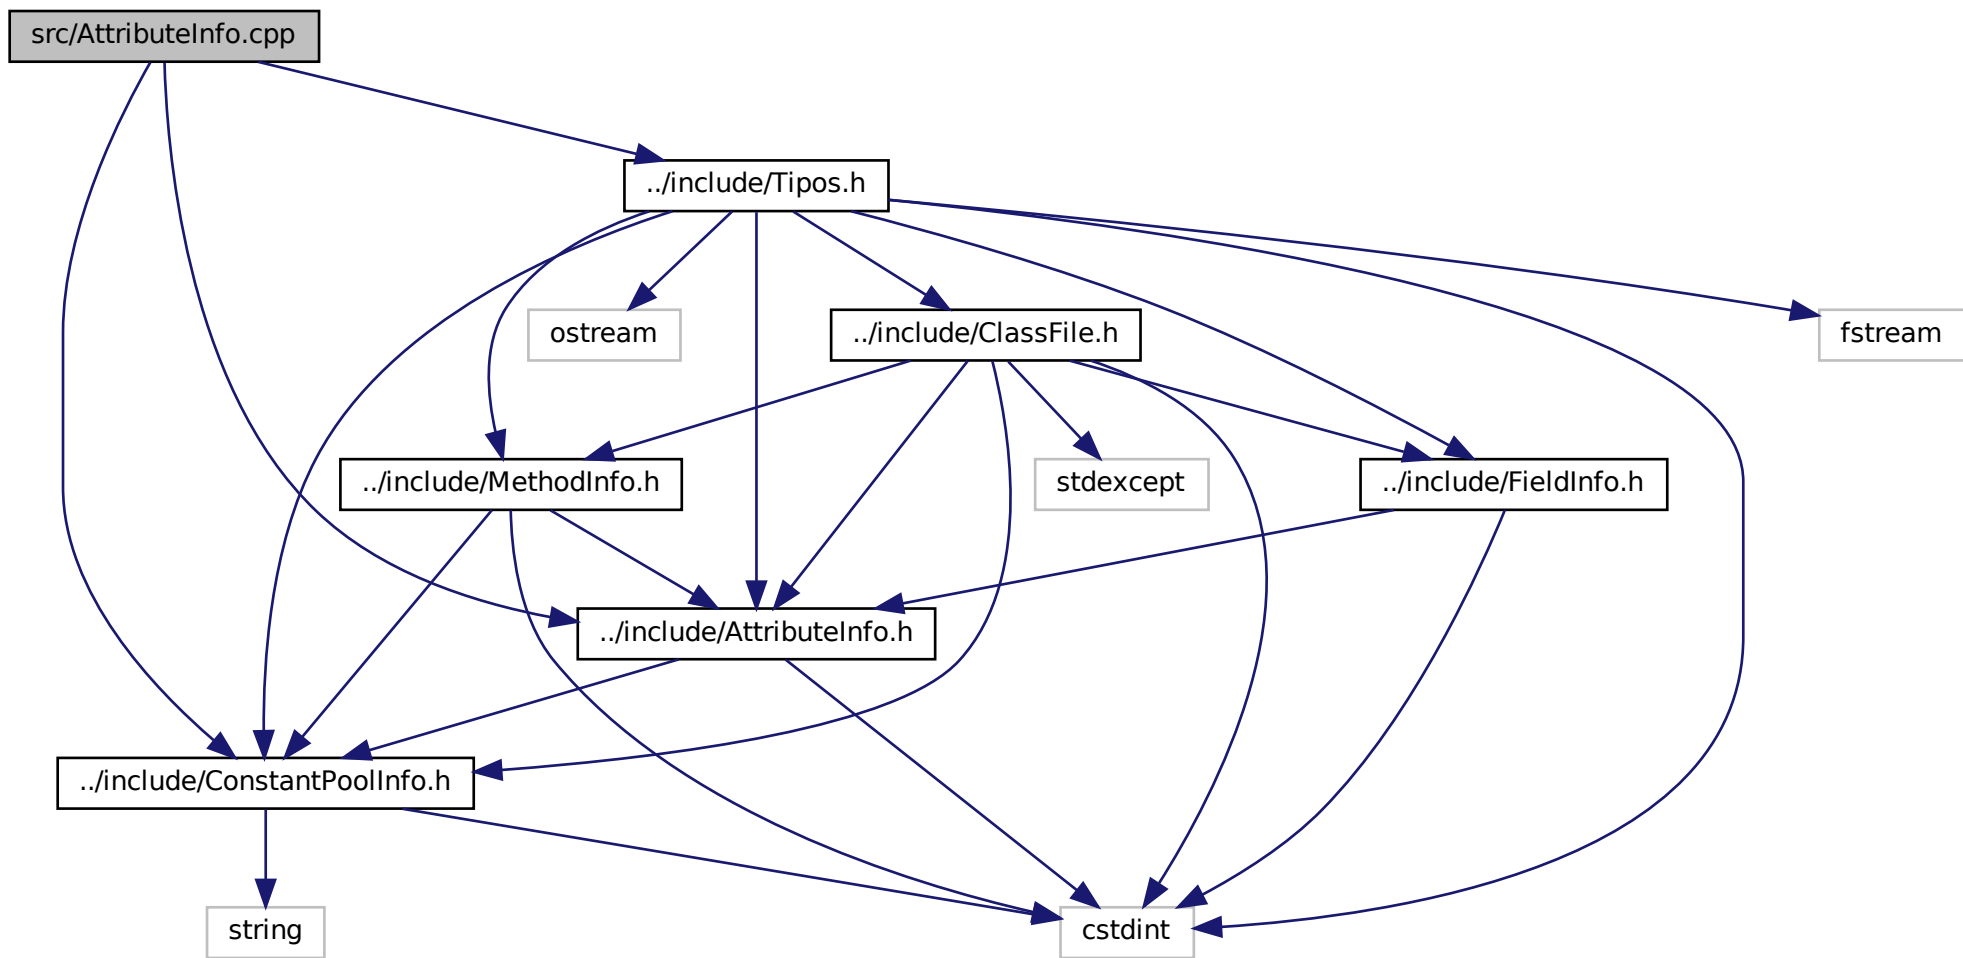 src/AttributeInfo.cpp
../include/Tipos.h
ostream
../include/ClassFile.h
fstream
../include/MethodInfo.h
stdexcept
../include/FieldInfo.h
../include/AttributeInfo.h
../include/ConstantPoolInfo.h
string
cstdint